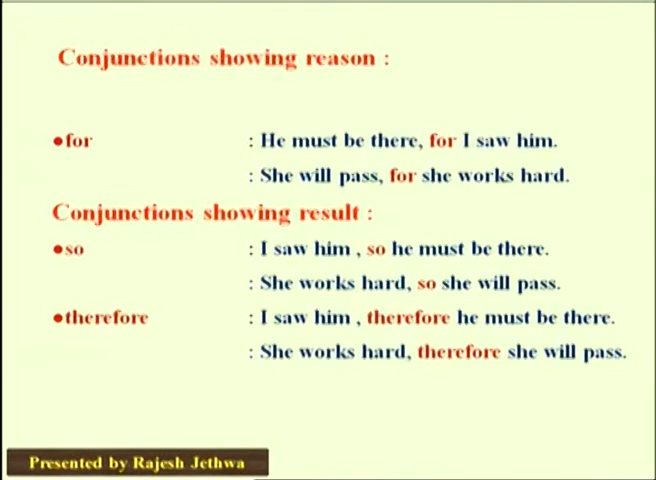 Conjunctions showing reason :
•for : He must be there, for I saw him.
: She will pass, for she works hard.
Conjunctions showing result :
•so : I saw him , so he must be there.
: She works hard, so she will pass.
•therefore : I saw him , therefore he must be there.
: She works hard, therefore she will pass.
Presented by Rajesh Jethwa